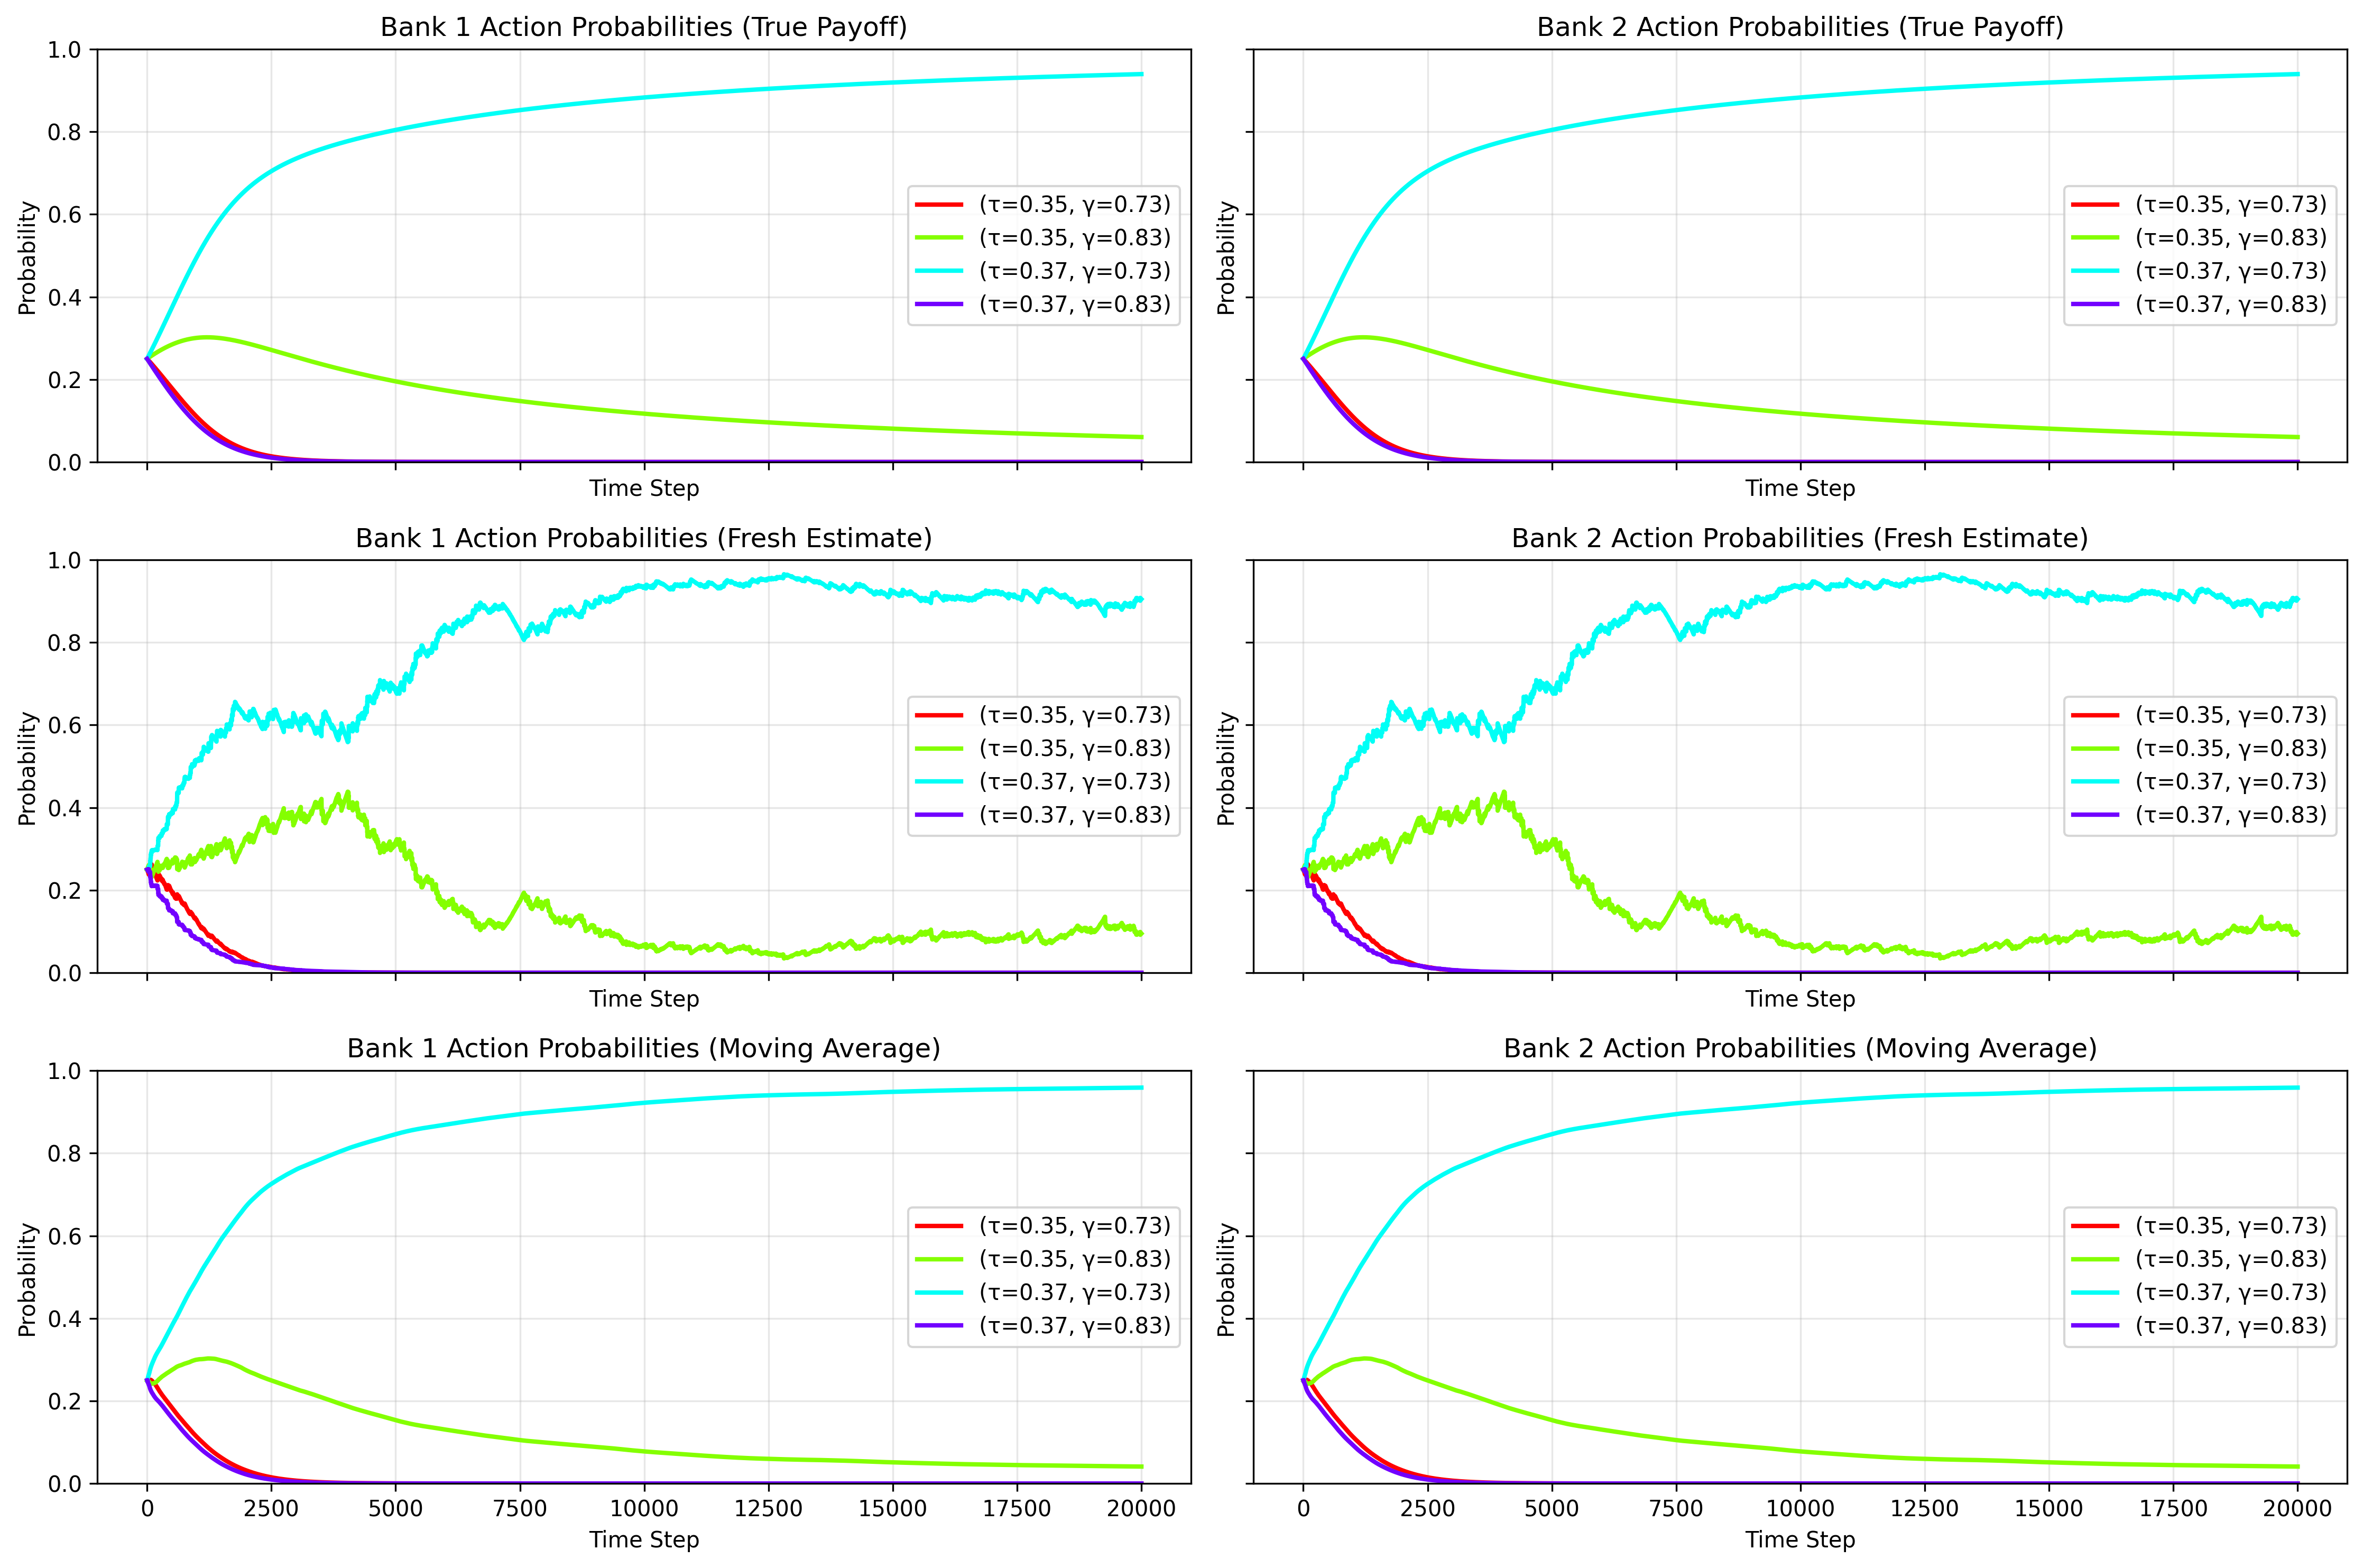 Bank 1 Action Probabilities (True Payoff)
Probability
1.0
0.8
0.6
0.4
0.2
0.0
(τ=0.35, γ=0.73)
(τ=0.35, γ=0.83)
(τ=0.37, γ=0.73)
(τ=0.37, γ=0.83)
Time Step
Bank 2 Action Probabilities (True Payoff)
Probability
(τ=0.35, γ=0.73)
(τ=0.35, γ=0.83)
(τ=0.37, γ=0.73)
(τ=0.37, γ=0.83)
Time Step
Bank 1 Action Probabilities (Fresh Estimate)
Probability
1.0
0.8
0.6
0.4
0.2
0.0
(τ=0.35, γ=0.73)
(τ=0.35, γ=0.83)
(τ=0.37, γ=0.73)
(τ=0.37, γ=0.83)
Time Step
Bank 2 Action Probabilities (Fresh Estimate)
Probability
(τ=0.35, γ=0.73)
(τ=0.35, γ=0.83)
(τ=0.37, γ=0.73)
(τ=0.37, γ=0.83)
Time Step
Bank 1 Action Probabilities (Moving Average)
Probability
1.0
0.8
0.6
0.4
0.2
0.0
(τ=0.35, γ=0.73)
(τ=0.35, γ=0.83)
(τ=0.37, γ=0.73)
(τ=0.37, γ=0.83)
0 2500 5000 7500 10000 12500 15000 17500 20000
Time Step
Bank 2 Action Probabilities (Moving Average)
Probability
(τ=0.35, γ=0.73)
(τ=0.35, γ=0.83)
(τ=0.37, γ=0.73)
(τ=0.37, γ=0.83)
0 2500 5000 7500 10000 12500 15000 17500 20000
Time Step